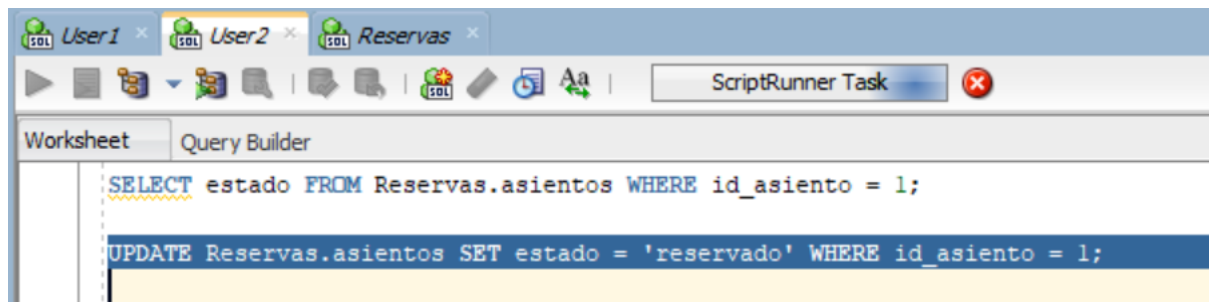 User1 User2 Reservas
ScriptRunner Task
Worksheet Query Builder
SELECT estado FROM Reservas.asientos WHERE id_asiento = 1;
UPDATE Reservas.asientos SET estado = 'reservado' WHERE id_asiento = 1;